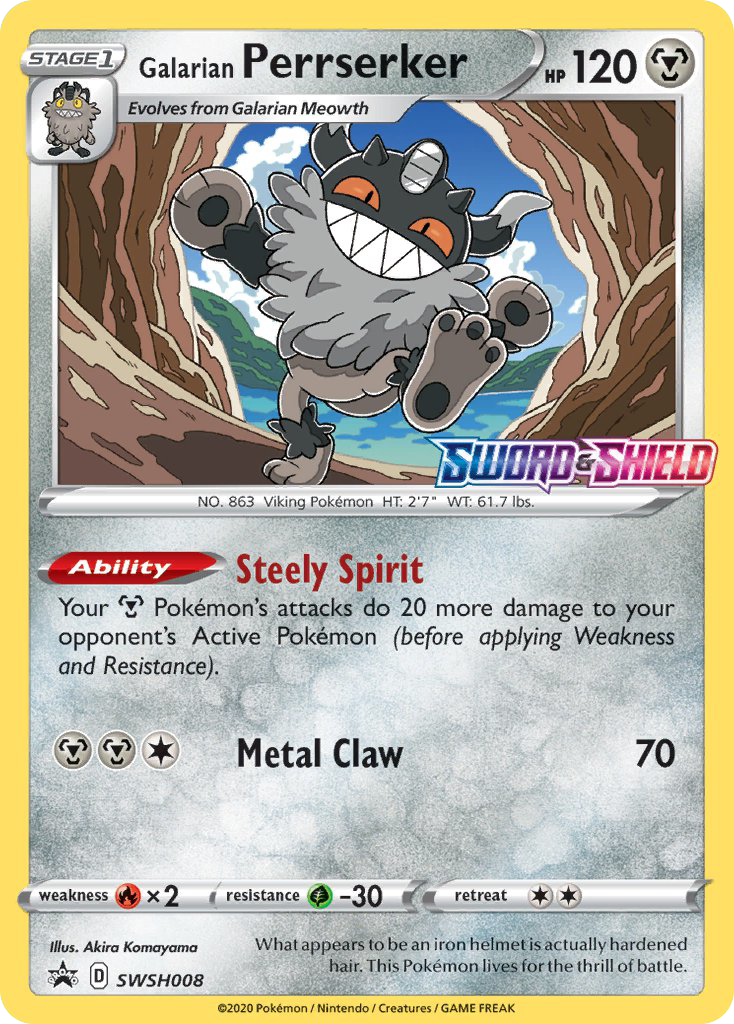 STAGE 1
Galarian Perrserker
HP 120
Evolves from Galarian Meowth
SWORD & SHIELD
NO. 863 Viking Pokémon HT: 2'7" WT: 61.7 lbs.
Ability Steely Spirit
Your Pokémon's attacks do 20 more damage to your
opponent's Active Pokémon (before applying Weakness
and Resistance).
Metal Claw 70
weakness ×2 resistance -30 retreat
Illus. Akira Komayama
D SWSH008
What appears to be an iron helmet is actually hardened
hair. This Pokémon lives for the thrill of battle.
©2020 Pokémon / Nintendo / Creatures / GAME FREAK